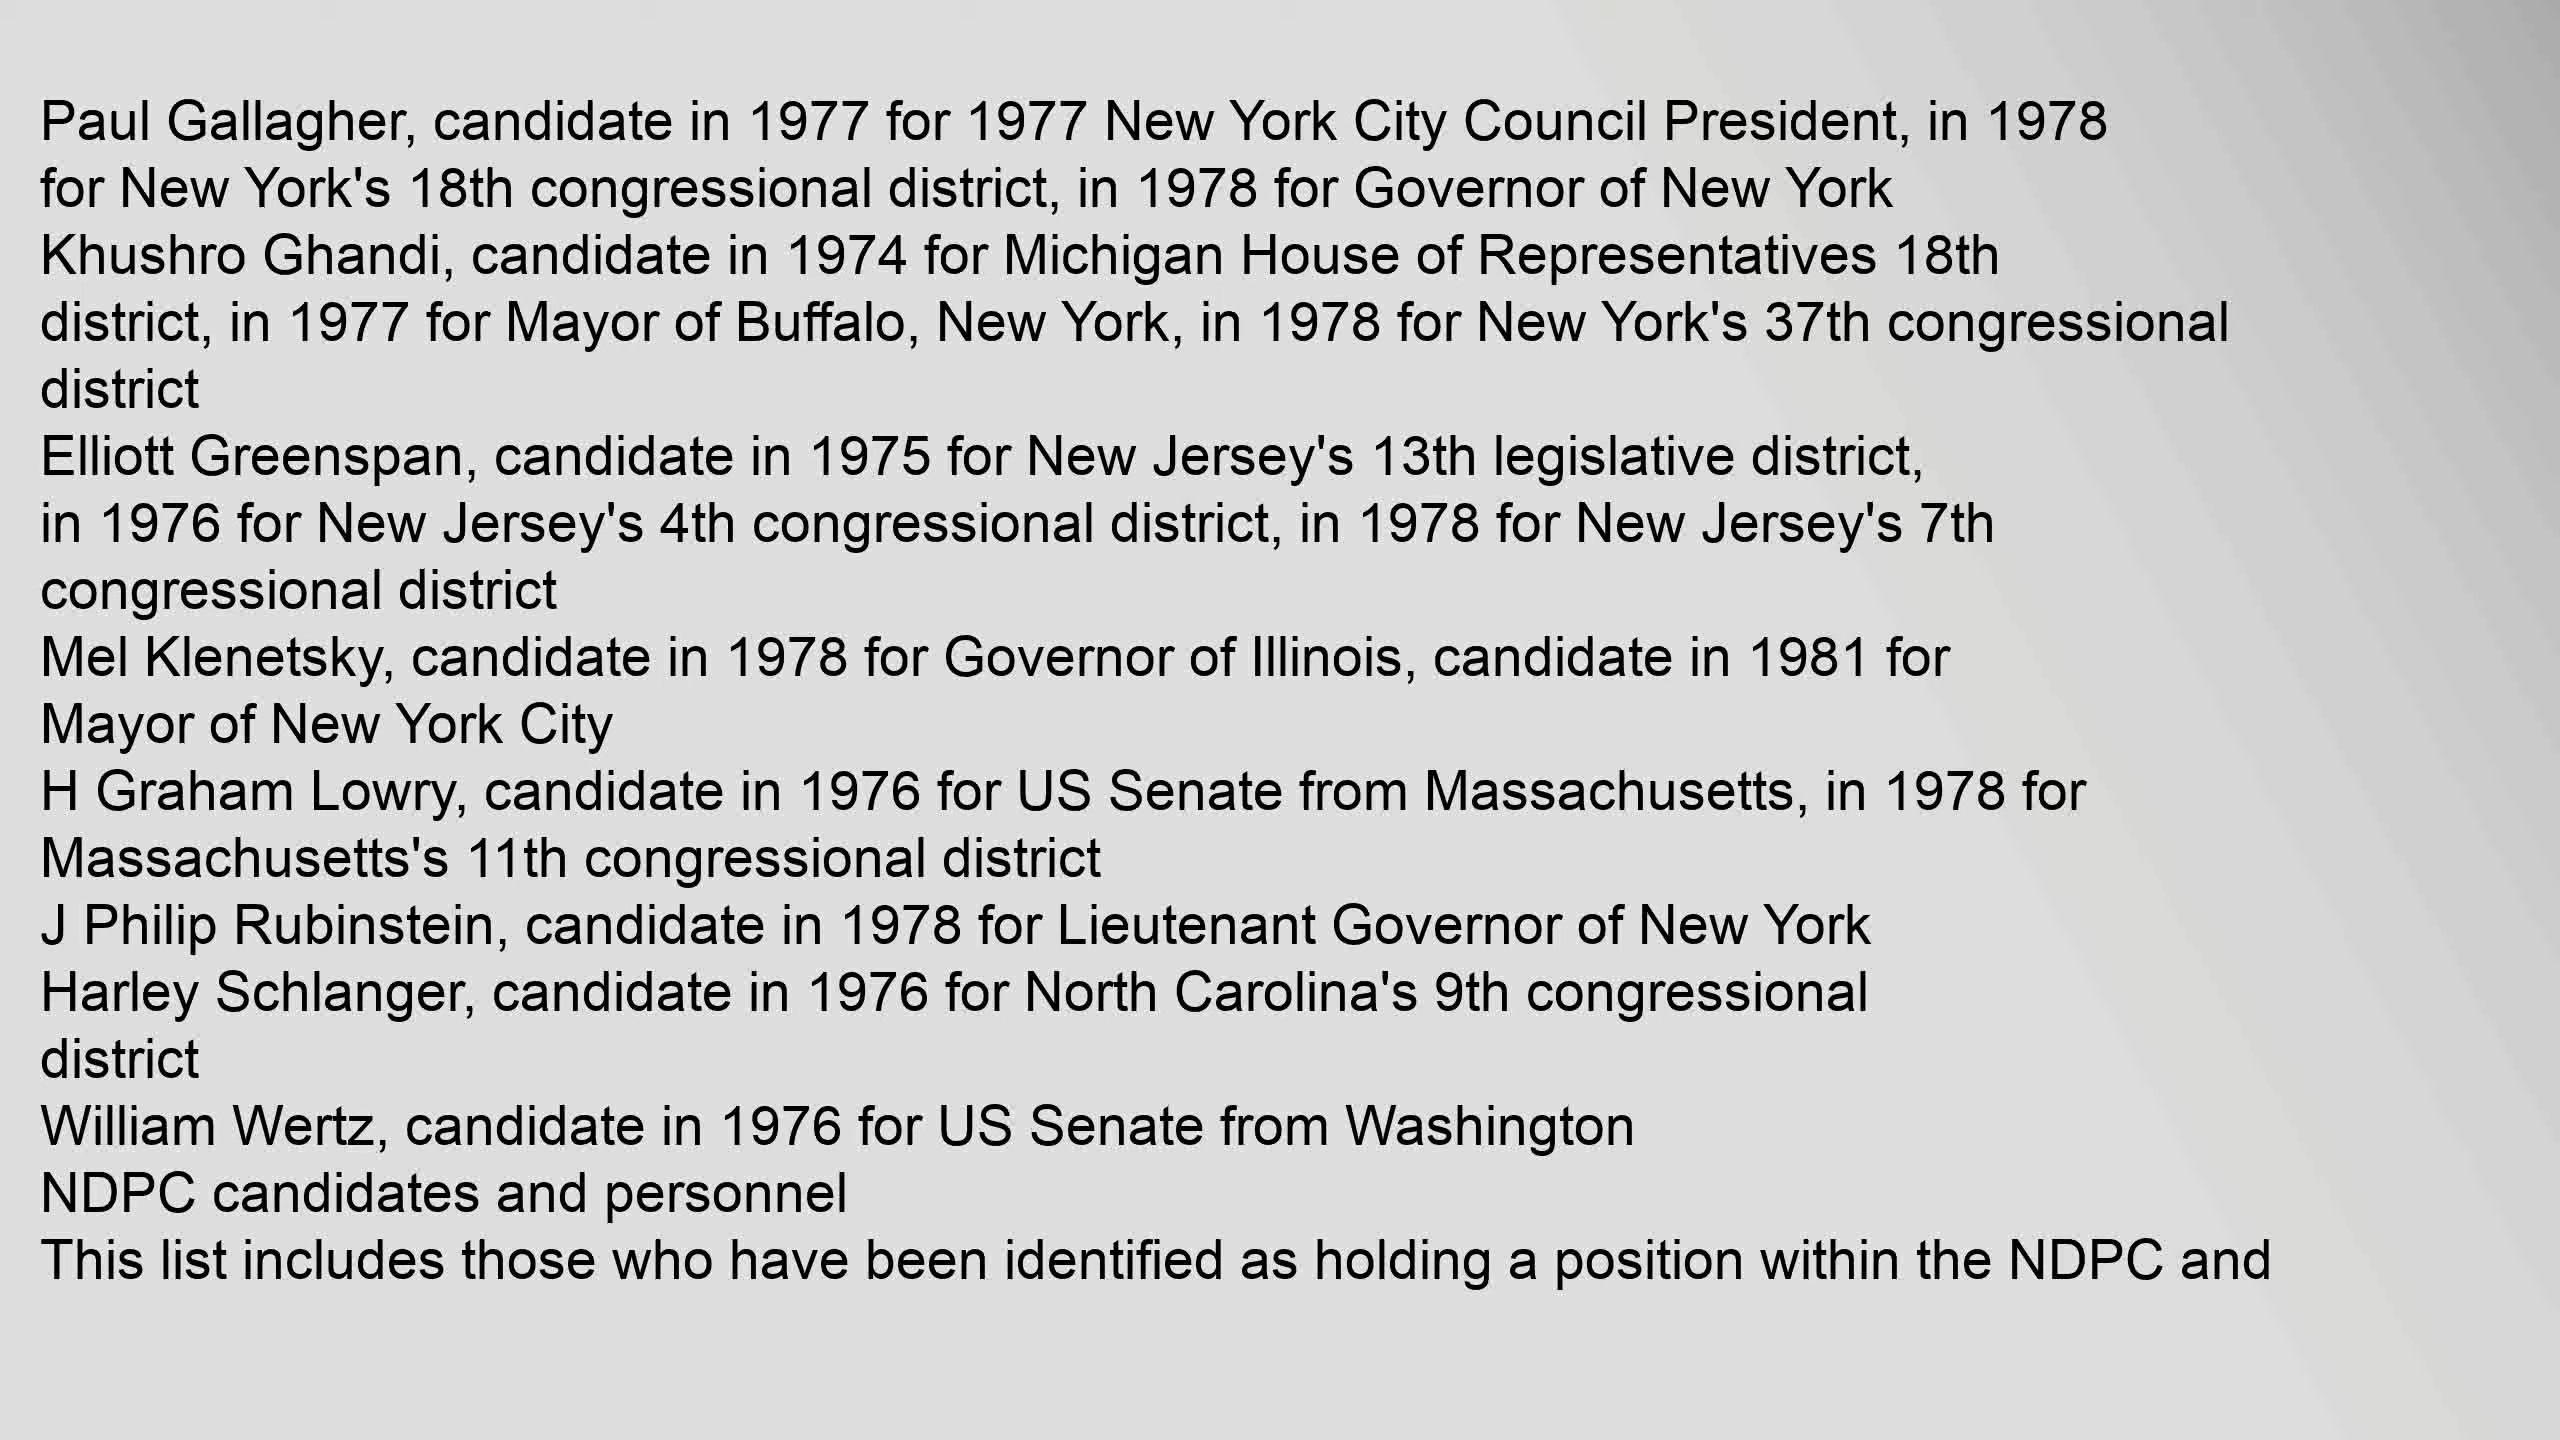 Paul Gallagher, candidate in 1977 for 1977 New York City Council President, in 1978
for New York's 18th congressional district, in 1978 for Governor of New York
Khushro Ghandi, candidate in 1974 for Michigan House of Representatives 18th
district, in 1977 for Mayor of Buffalo, New York, in 1978 for New York's 37th congressional
district
Elliott Greenspan, candidate in 1975 for New Jersey's 13th legislative district,
in 1976 for New Jersey's 4th congressional district, in 1978 for New Jersey's 7th
congressional district
Mel Klenetsky, candidate in 1978 for Governor of Illinois, candidate in 1981 for
Mayor of New York City
H Graham Lowry, candidate in 1976 for US Senate from Massachusetts, in 1978 for
Massachusetts's 11th congressional district
J Philip Rubinstein, candidate in 1978 for Lieutenant Governor of New York
Harley Schlanger, candidate in 1976 for North Carolina's 9th congressional
district
William Wertz, candidate in 1976 for US Senate from Washington
NDPC candidates and personnel
This list includes those who have been identified as holding a position within the NDPC and